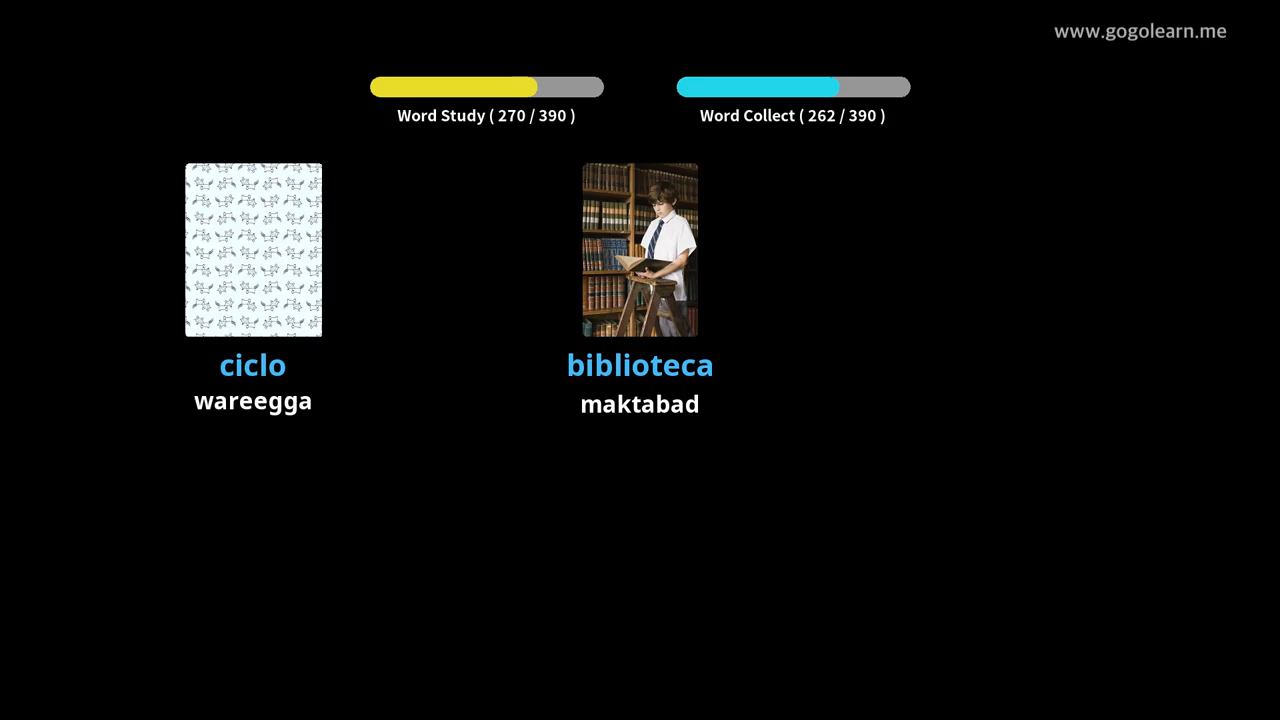 www.gogolearn.me
Word Study ( 270 / 390 )
Word Collect ( 262 / 390 )
ciclo
wareegga
biblioteca
maktabad